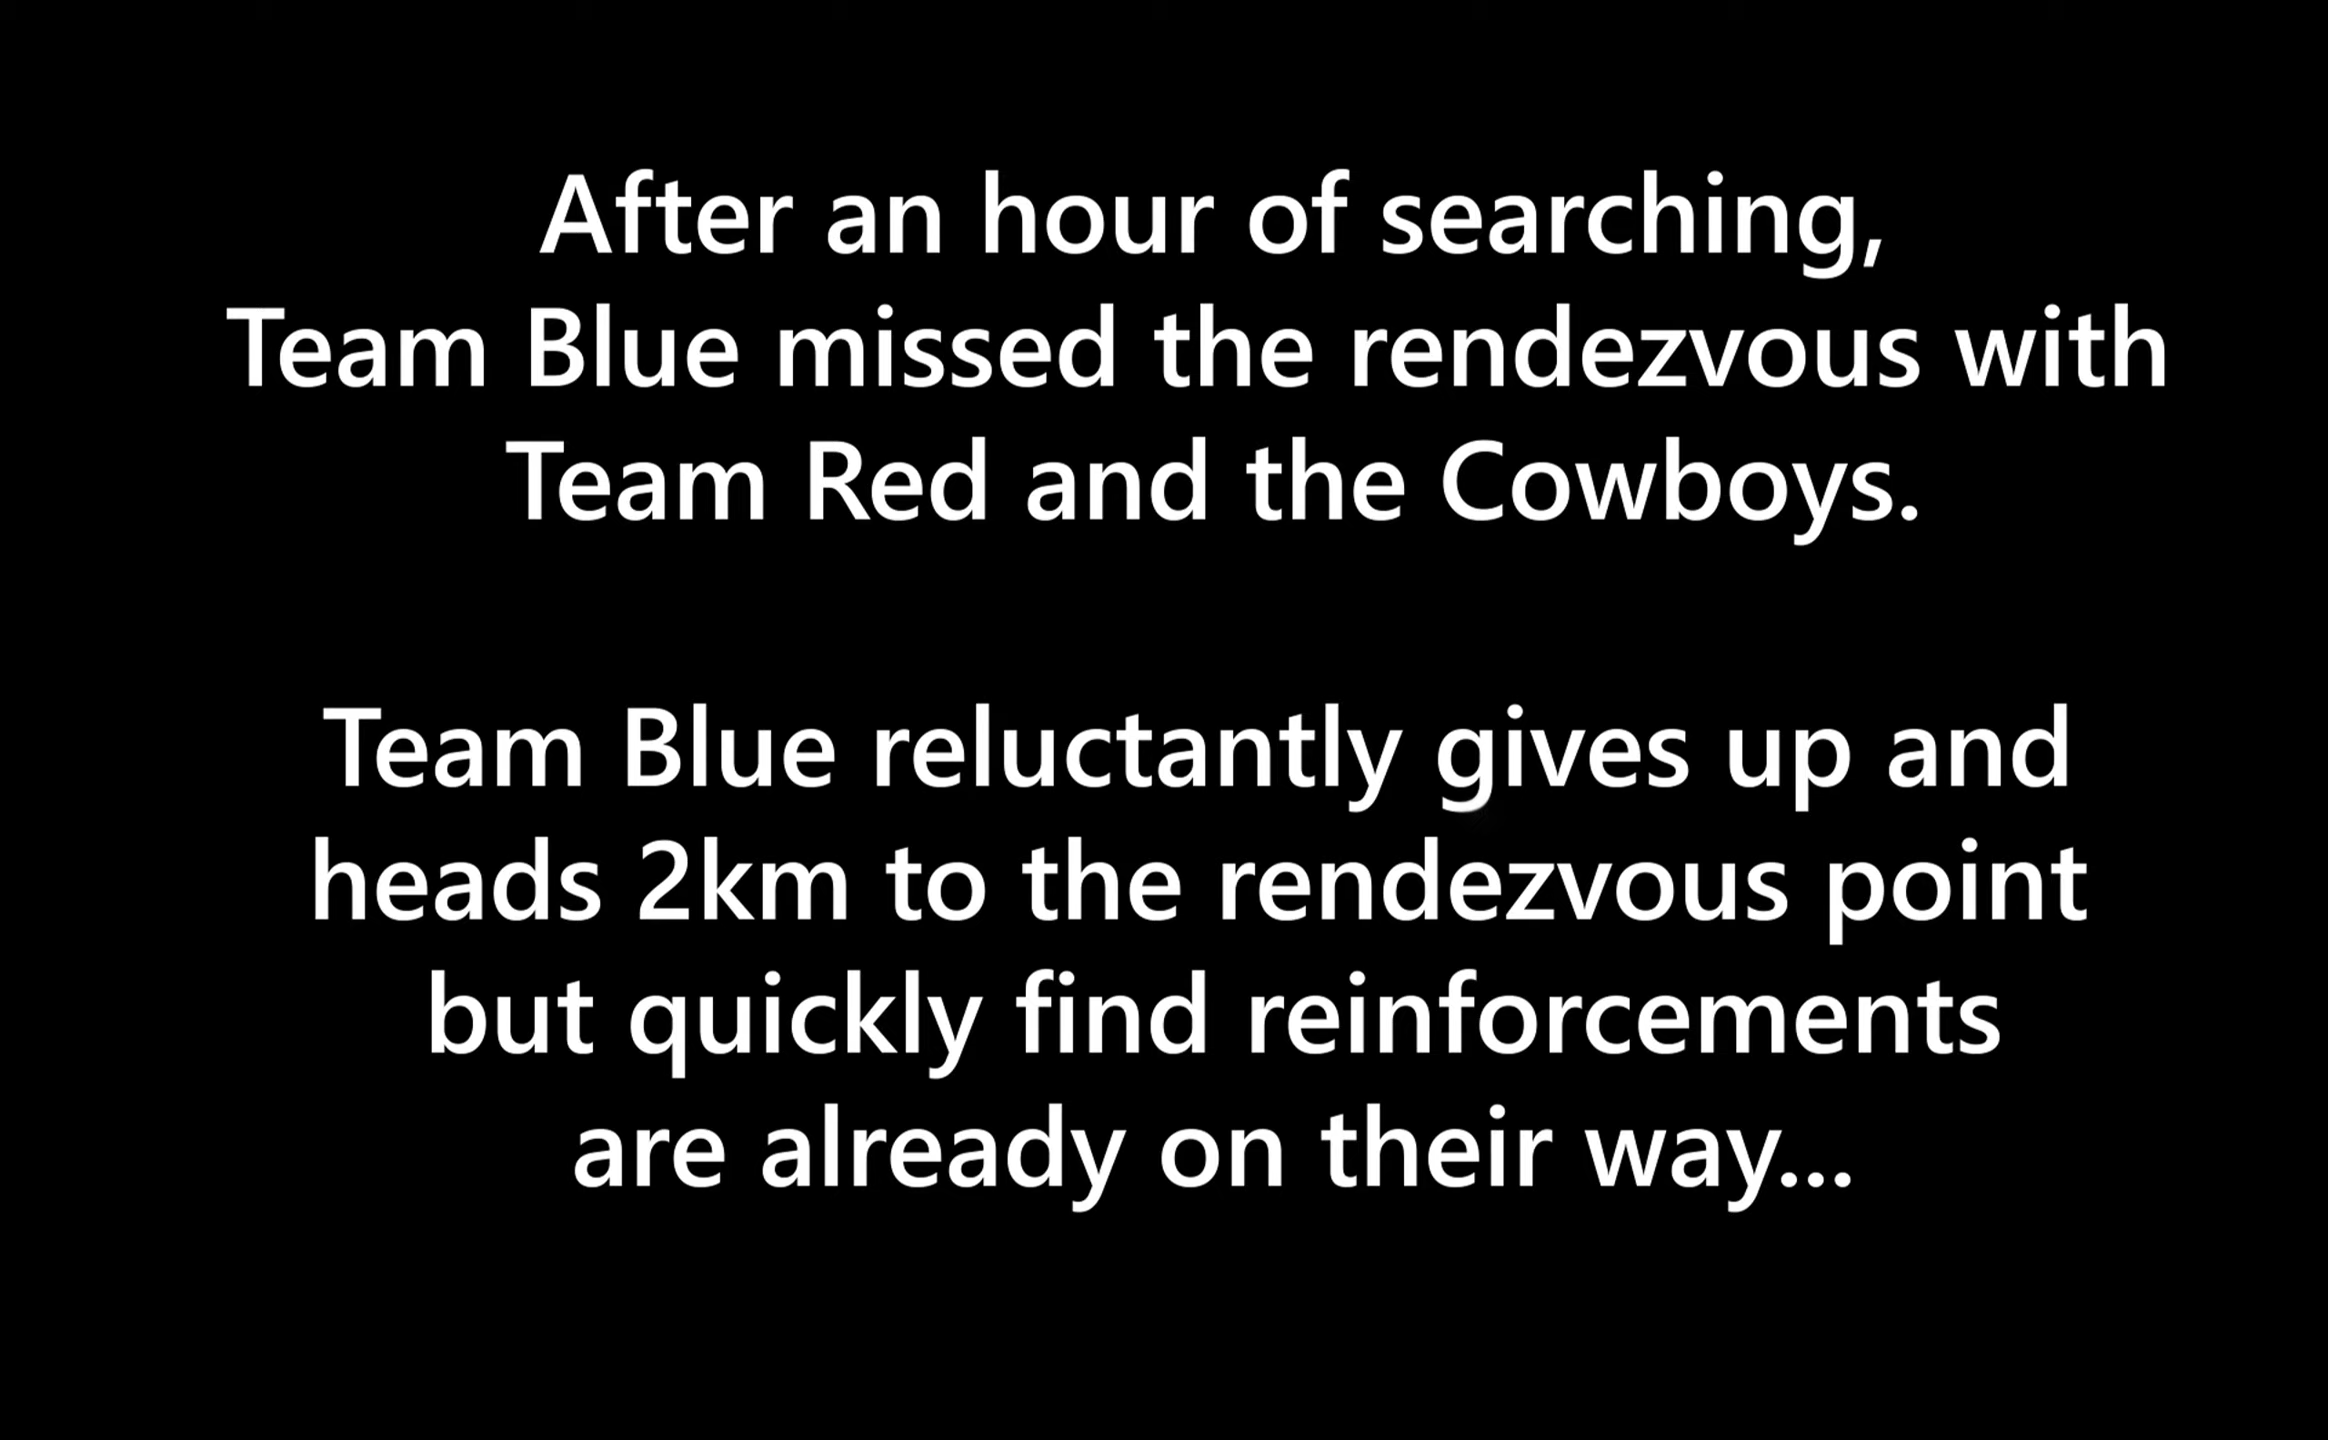 After an hour of searching,
Team Blue missed the rendezvous with
Team Red and the Cowboys.
Team Blue reluctantly gives up and
heads 2km to the rendezvous point
but quickly find reinforcements
are already on their way...